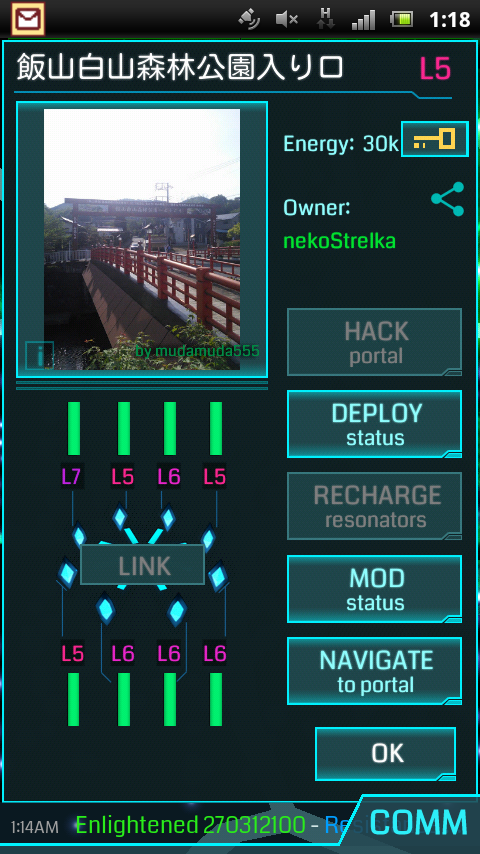 1:18
飯山白山森林公園入り口
L5
Energy: 30k
Owner:
nekoStrelka
i
by mudamuda555
HACK
portal
DEPLOY
status
RECHARGE
resonators
MOD
status
NAVIGATE
to portal
OK
L7 L5 L6 L5
LINK
L5 L6 L6 L6
1:14AM Enlightened 270312100 - Res
COMM